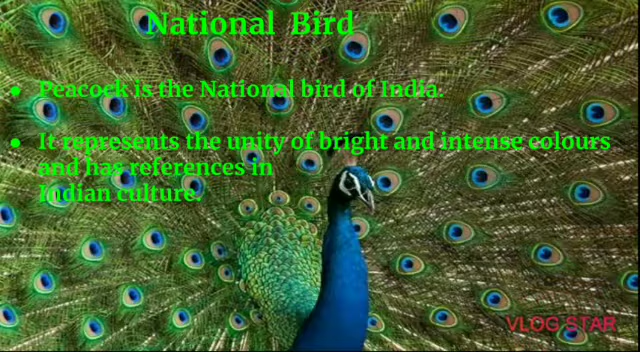 National Bird
● Peacock is the National bird of India.
● It represents the unity of bright and intense colours
and has references in
Indian culture.
VLOG STAR